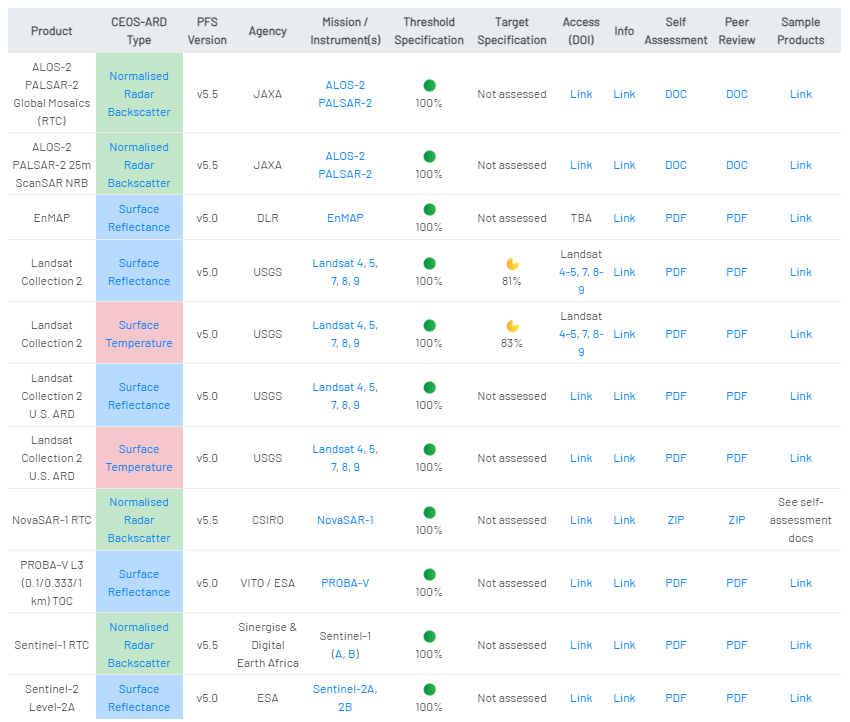 Product CEOS-ARD Type PFS Version Agency Mission / Instrument(s) Threshold Specification Target Specification Access (DOI) Info Self Assessment Peer Review Sample Products
ALOS-2 PALSAR-2 Global Mosaics (RTC) Normalised Radar Backscatter v5.5 JAXA ALOS-2 PALSAR-2 100% Not assessed Link Link DOC DOC Link
ALOS-2 PALSAR-2 25m ScanSAR NRB Normalised Radar Backscatter v5.5 JAXA ALOS-2 PALSAR-2 100% Not assessed Link Link DOC DOC Link
EnMAP Surface Reflectance v5.0 DLR EnMAP 100% Not assessed TBA Link PDF PDF Link
Landsat Collection 2 Surface Reflectance v5.0 USGS Landsat 4, 5, 7, 8, 9 100% 81% Landsat 4-5, 7, 8-9 Link PDF PDF Link
Landsat Collection 2 Surface Temperature v5.0 USGS Landsat 4, 5, 7, 8, 9 100% 83% Landsat 4-5, 7, 8-9 Link PDF PDF Link
Landsat Collection 2 U.S. ARD Surface Reflectance v5.0 USGS Landsat 4, 5, 7, 8, 9 100% Not assessed Link Link PDF PDF Link
Landsat Collection 2 U.S. ARD Surface Temperature v5.0 USGS Landsat 4, 5, 7, 8, 9 100% Not assessed Link Link PDF PDF Link
NovaSAR-1 RTC Normalised Radar Backscatter v5.5 CSIRO NovaSAR-1 100% Not assessed Link Link ZIP ZIP See self-assessment docs
PROBA-V L3 (0.1/0.333/1 km) TOC Surface Reflectance v5.0 VITO / ESA PROBA-V 100% Not assessed Link Link PDF PDF Link
Sentinel-1 RTC Normalised Radar Backscatter v5.5 Sinergise & Digital Earth Africa Sentinel-1 (A, B) 100% Not assessed Link Link PDF PDF Link
Sentinel-2 Level-2A Surface Reflectance v5.0 ESA Sentinel-2A, 2B 100% Not assessed Link Link PDF PDF Link